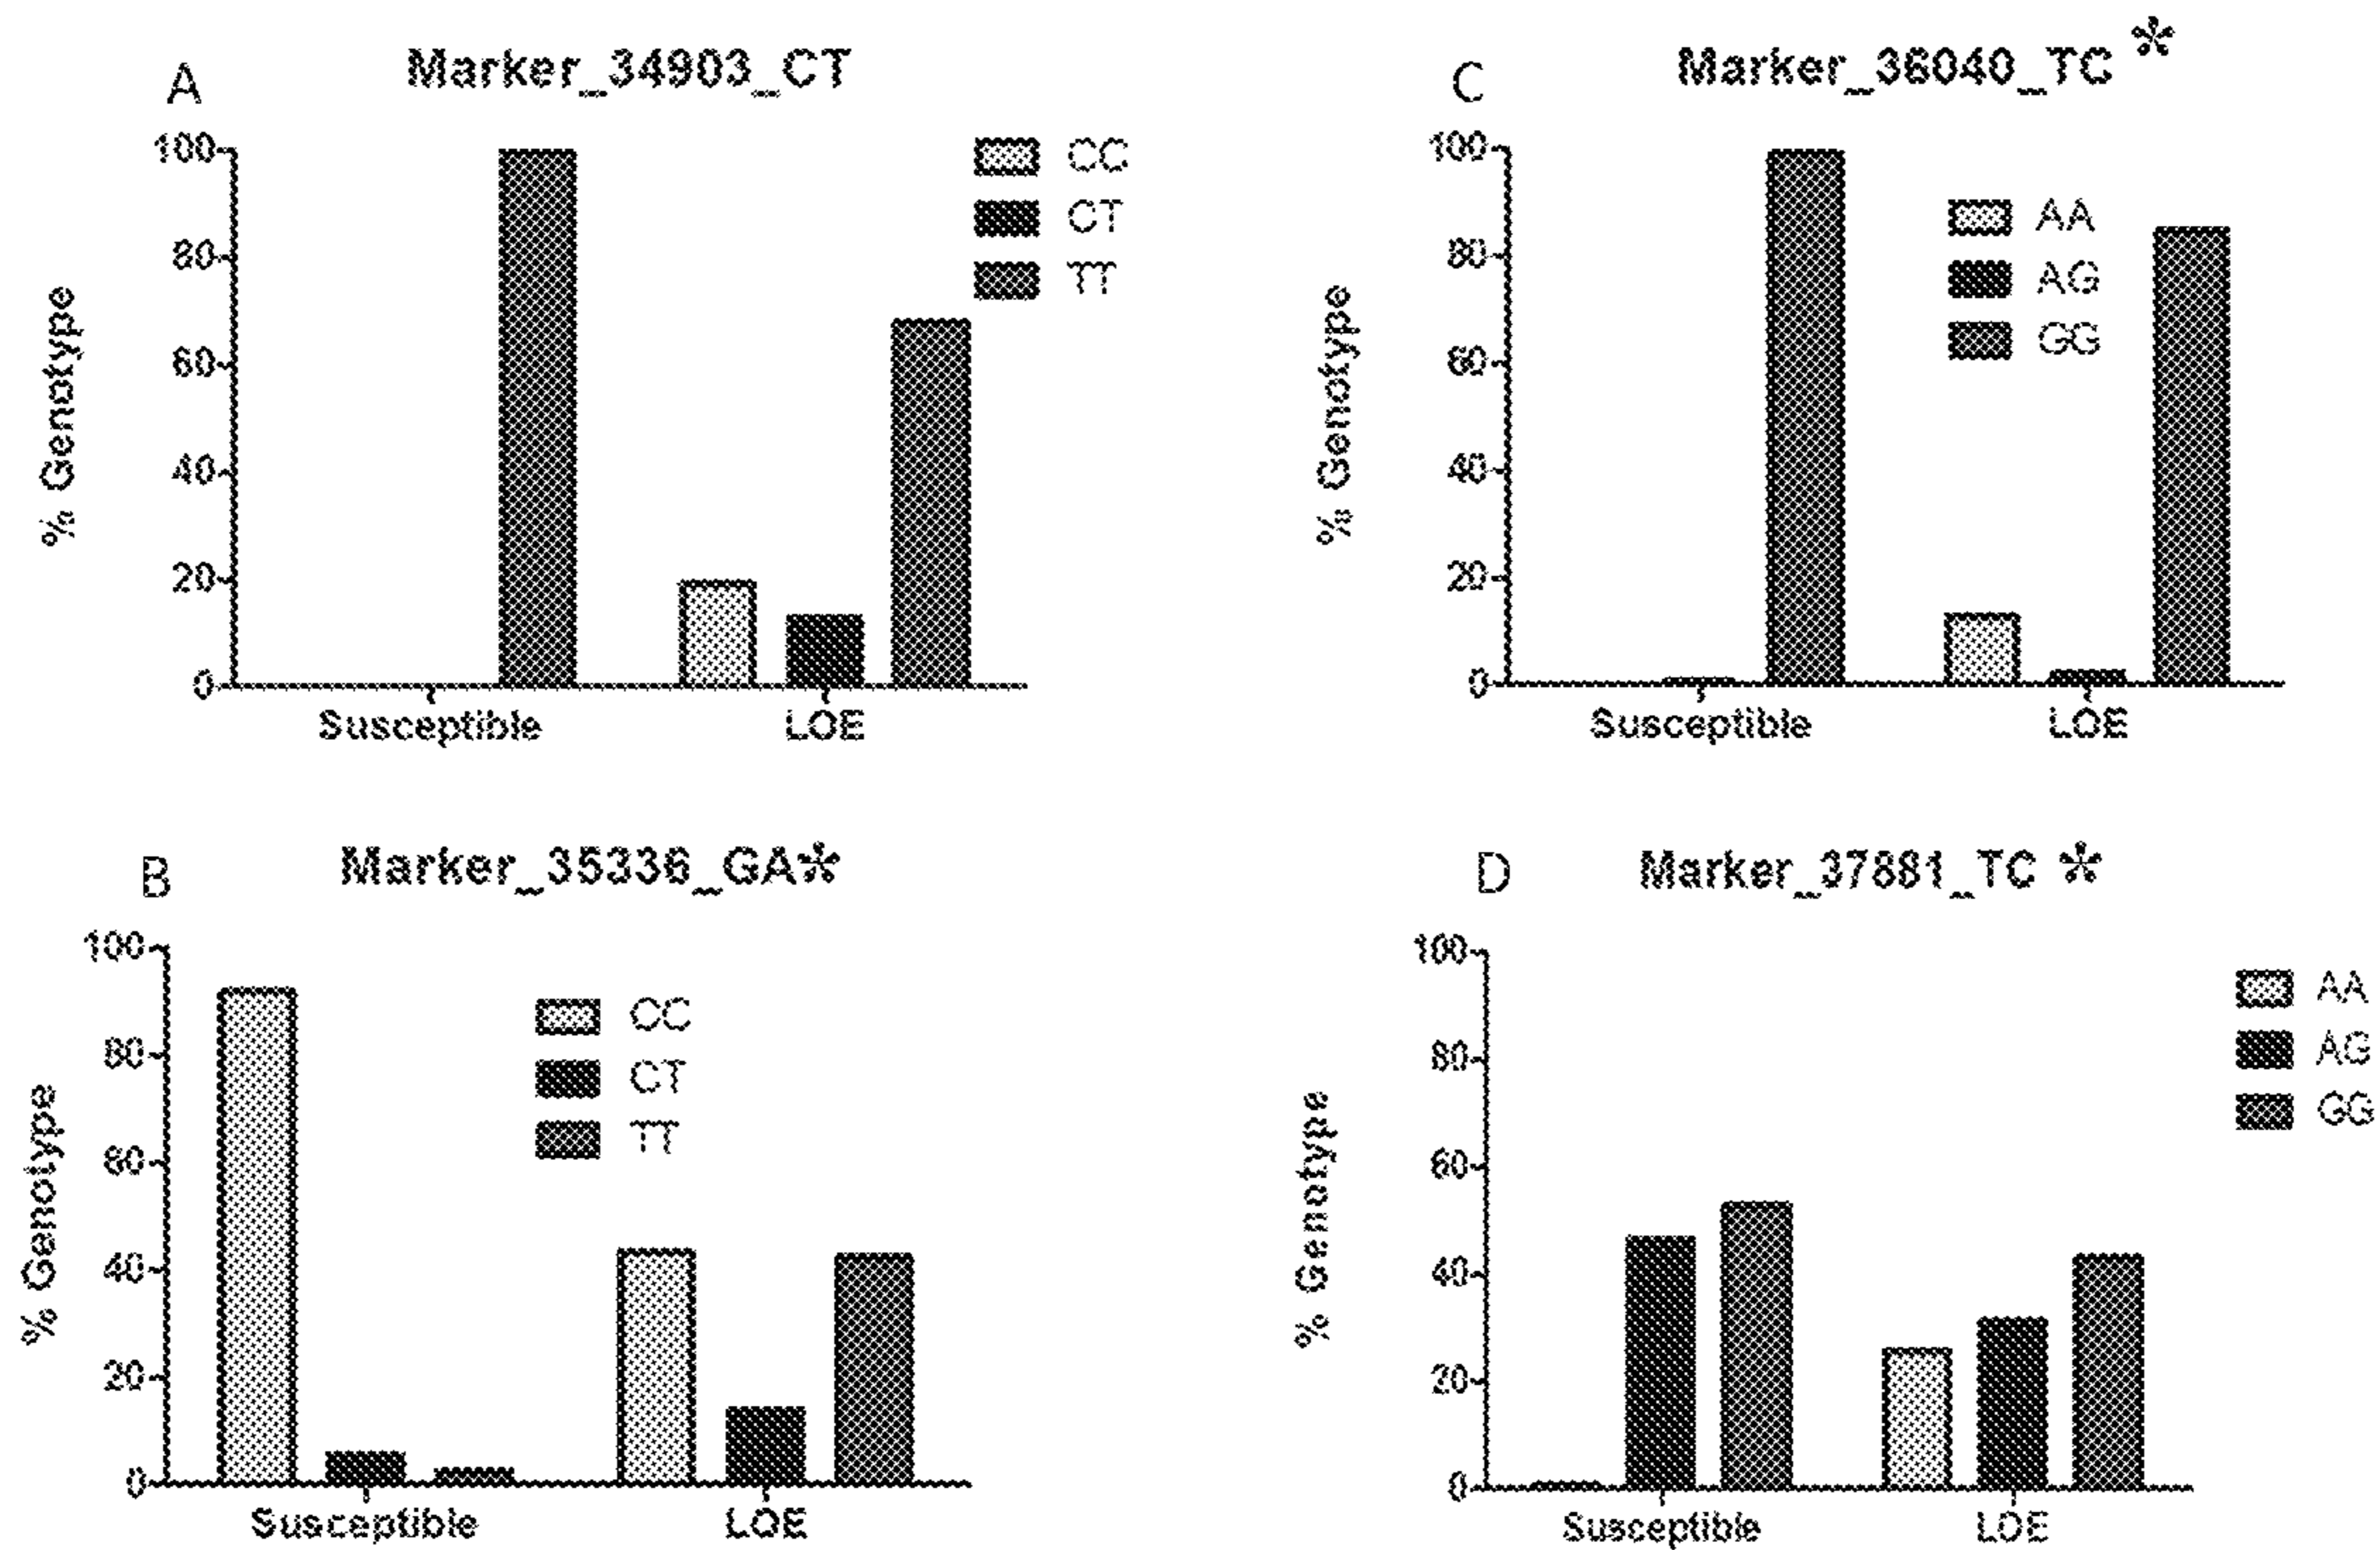 A
Marker_34903_CT
100
80
60
40
20
0
% Genotype
Susceptible
LOE
CC
CT
TT
C
Marker_36040_TC *
100
80
60
40
20
0
% Genotype
Susceptible
LOE
AA
AG
GG
B
Marker_35336_GA*
100
80
60
40
20
0
% Genotype
Susceptible
LOE
CC
CT
TT
D
Marker_37881_TC *
100
80
60
40
20
0
% Genotype
Susceptible
LOE
AA
AG
GG